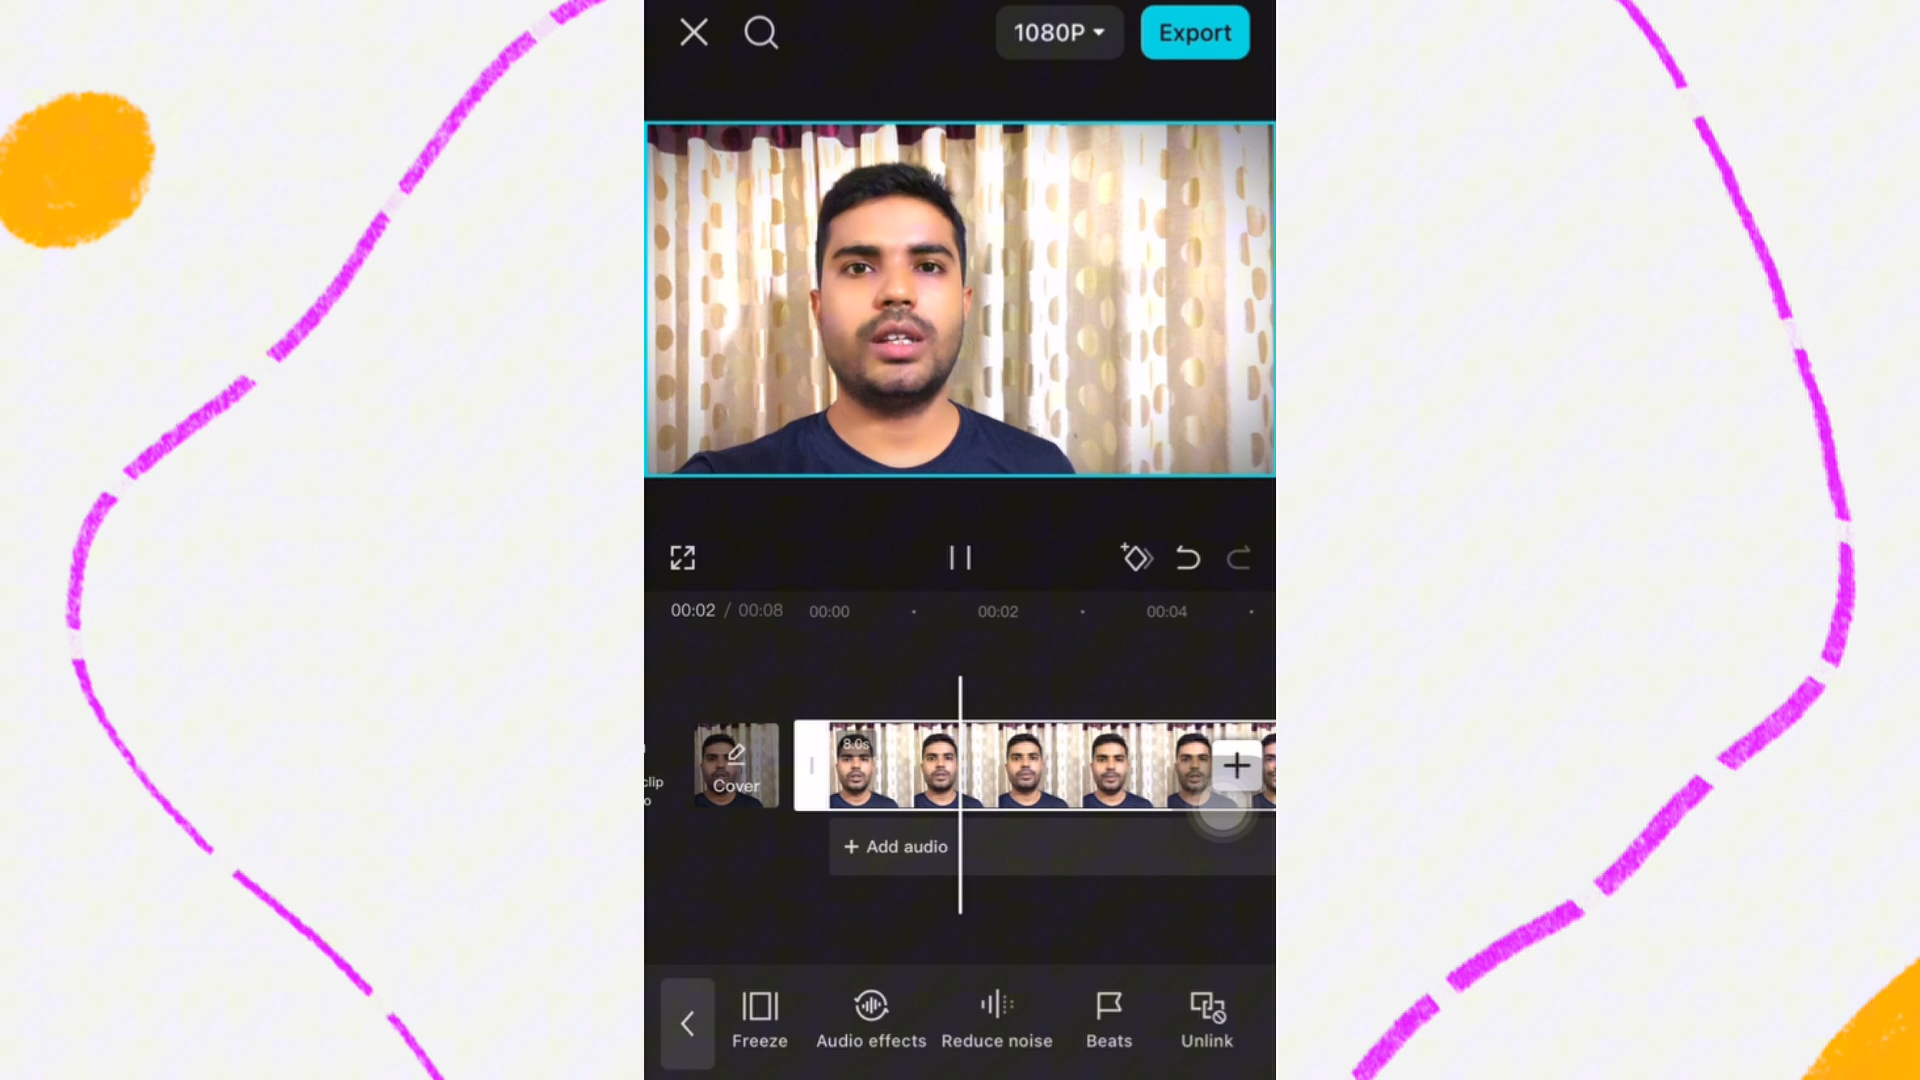 1080P
Export
00:02 / 00:08
00:00
00:02
00:04
8.0s
clip
Cover
o
+ Add audio
Freeze
Audio effects
Reduce noise
Beats
Unlink